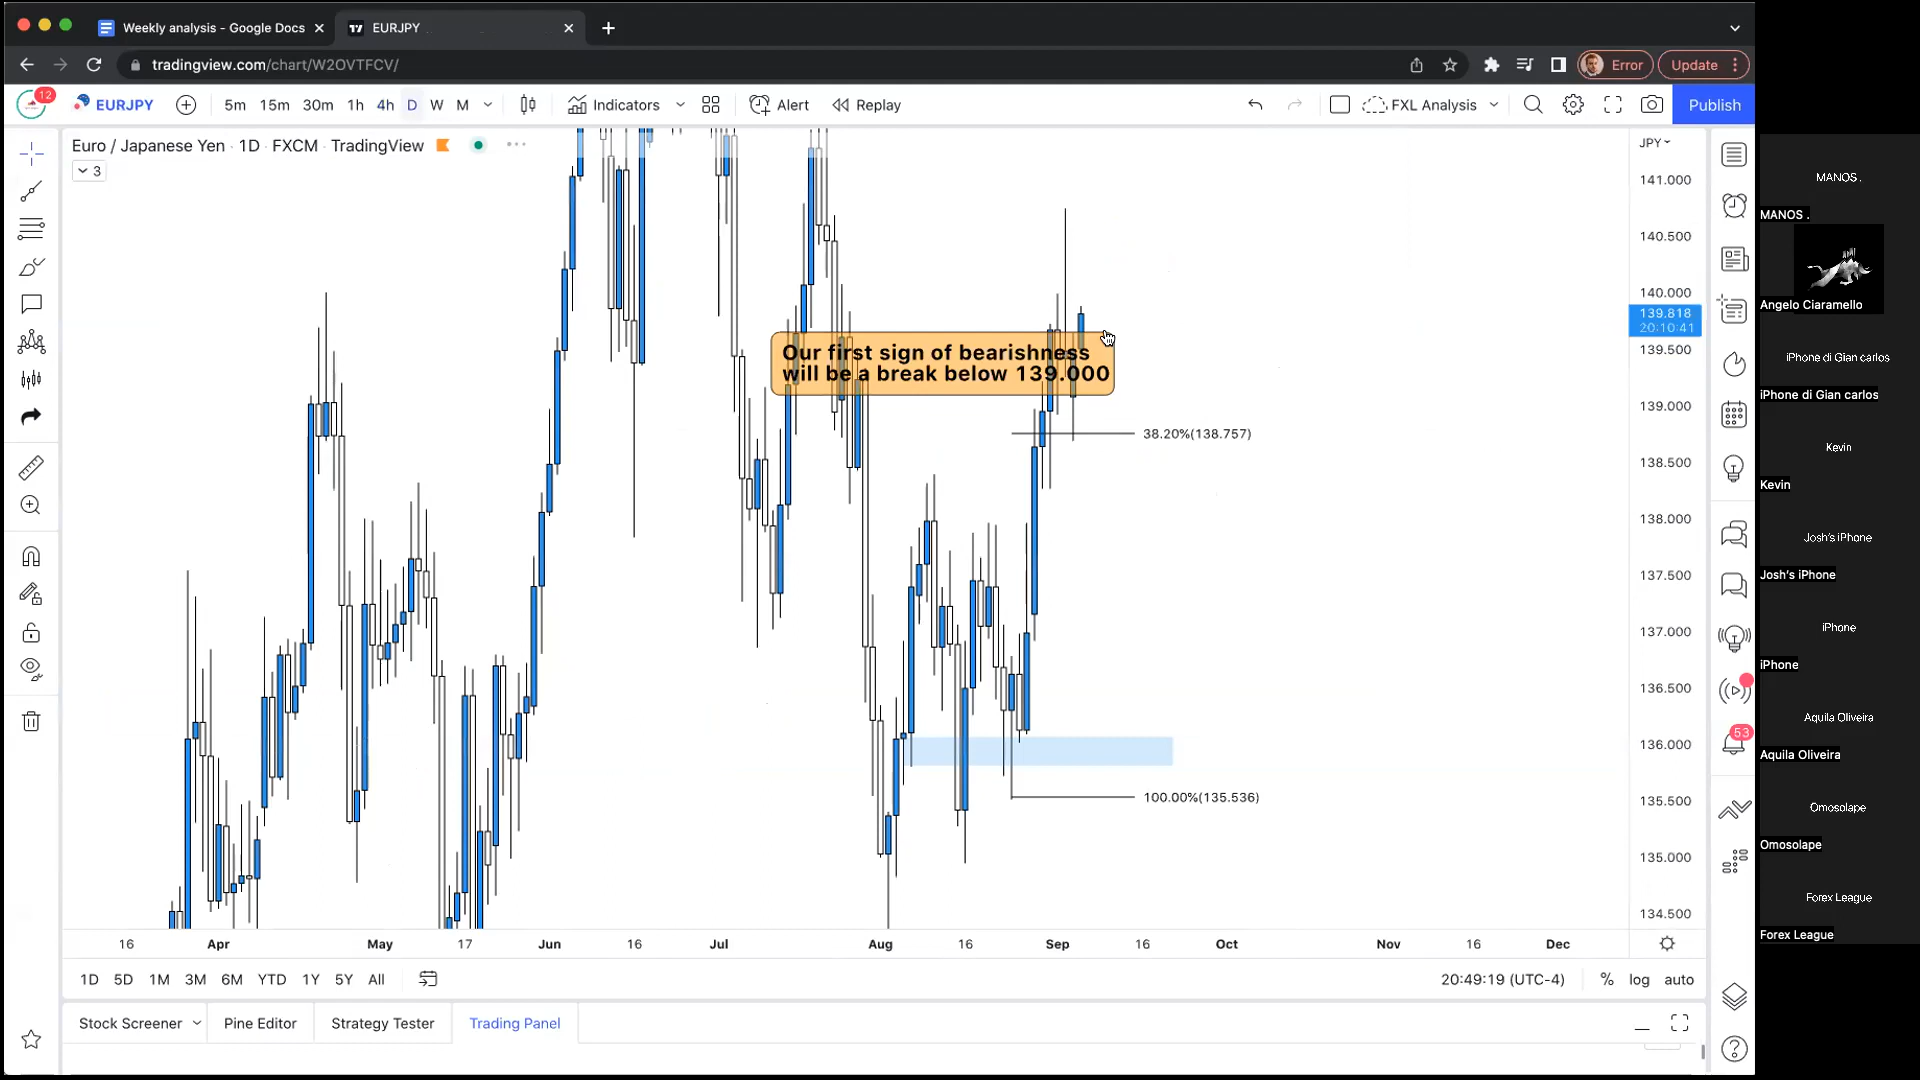 Weekly analysis - Google Docs
EURJPY
tradingview.com/chart/W2OVTFCV/
Error
Update
12
EURJPY
5m 15m 30m 1h 4h D W M
Indicators
Alert
Replay
FXL Analysis
Publish
Euro / Japanese Yen · 1D · FXCM · TradingView
3
JPY
141.000
140.500
140.000
139.818
20:10:41
139.500
139.000
138.500
138.000
137.500
137.000
136.500
136.000
135.500
135.000
134.500
Our first sign of bearishness
will be a break below 139.000
38.20%(138.757)
100.00%(135.536)
16 Apr May 17 Jun 16 Jul Aug 16 Sep 16 Oct Nov 16 Dec
1D 5D 1M 3M 6M YTD 1Y 5Y All
20:49:19 (UTC-4)
% log auto
Stock Screener
Pine Editor
Strategy Tester
Trading Panel
53
MANOS .
MANOS .
Angelo Ciaramello
iPhone di Gian carlos
iPhone di Gian carlos
Kevin
Kevin
Josh's iPhone
Josh's iPhone
iPhone
iPhone
Aquila Oliveira
Aquila Oliveira
Omosolape
Omosolape
Forex League
Forex League